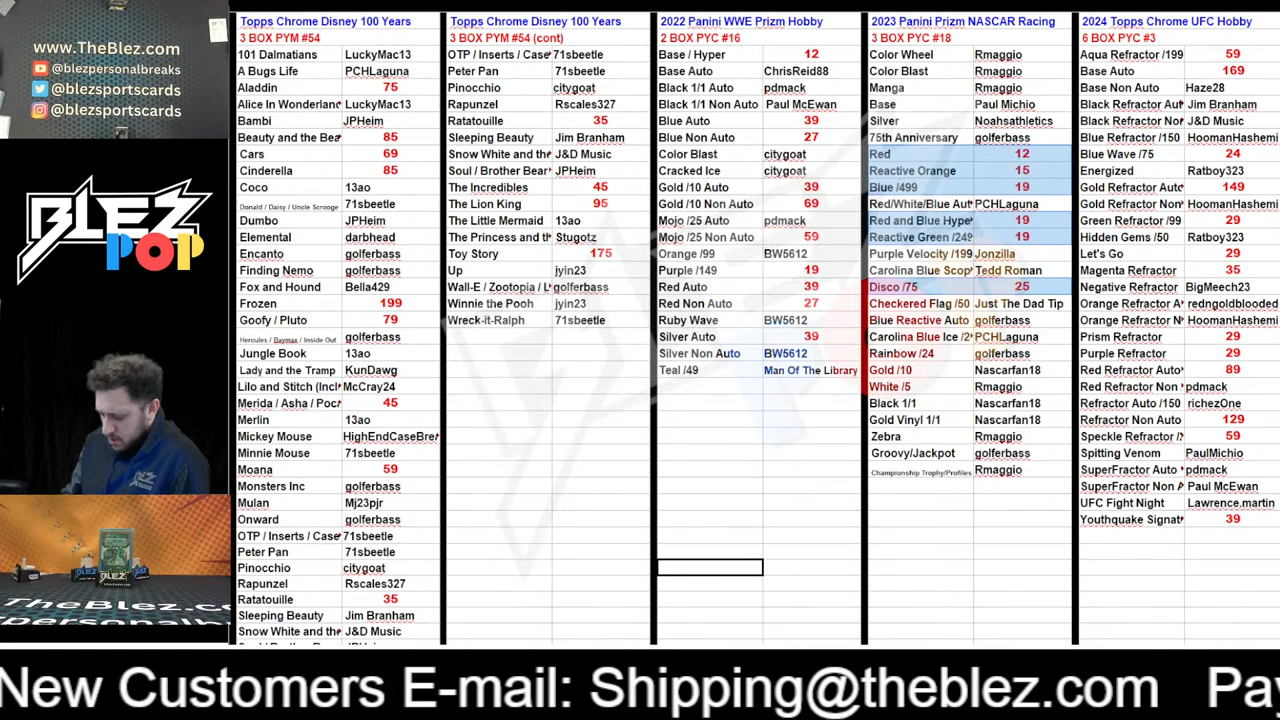 www.TheBlez.com
@blezpersonalbreaks
@blezsportscards
@blezsportscards
BLEZ
POP
BLEZ
TheBlez.c
ypersonalb
Topps Chrome Disney 100 Years
3 BOX PYM #54
101 Dalmatians LuckyMac13
A Bugs Life PCHLaguna
Aladdin 75
Alice In Wonderlan LuckyMac13
Bambi JPHeim
Beauty and the Bea 85
Cars 69
Cinderella 85
Coco 13ao
Donald / Daisy / Uncle Scrooge 71sbeetle
Dumbo JPHeim
Elemental darbhead
Encanto golferbass
Finding Nemo golferbass
Fox and Hound Bella429
Frozen 199
Goofy / Pluto 79
Hercules / Baymax / Inside Out golferbass
Jungle Book 13ao
Lady and the Tramp KunDawg
Lilo and Stitch (Incl McCray24
Merida / Asha / Poca 45
Merlin 13ao
Mickey Mouse HighEndCaseBre
Minnie Mouse 71sbeetle
Moana 59
Monsters Inc golferbass
Mulan Mj23pjr
Onward golferbass
OTP / Inserts / Case 71sbeetle
Peter Pan 71sbeetle
Pinocchio citygoat
Rapunzel Rscales327
Ratatouille 35
Sleeping Beauty Jim Branham
Snow White and the J&D Music
Topps Chrome Disney 100 Years
3 BOX PYM #54 (cont)
OTP / Inserts / Case 71sbeetle
Peter Pan 71sbeetle
Pinocchio citygoat
Rapunzel Rscales327
Ratatouille 35
Sleeping Beauty Jim Branham
Snow White and the J&D Music
Soul / Brother Bear JPHeim
The Incredibles 45
The Lion King 95
The Little Mermaid 13ao
The Princess and th Stugotz
Toy Story 175
Up jyin23
Wall-E / Zootopia / L golferbass
Winnie the Pooh jyin23
Wreck-it-Ralph 71sbeetle
2022 Panini WWE Prizm Hobby
2 BOX PYC #16
Base / Hyper 12
Base Auto ChrisReid88
Black 1/1 Auto pdmack
Black 1/1 Non Auto Paul McEwan
Blue Auto 39
Blue Non Auto 27
Color Blast citygoat
Cracked Ice citygoat
Gold /10 Auto 39
Gold /10 Non Auto 69
Mojo /25 Auto pdmack
Mojo /25 Non Auto 59
Orange /99 BW5612
Purple /149 19
Red Auto 39
Red Non Auto 27
Ruby Wave BW5612
Silver Auto 39
Silver Non Auto BW5612
Teal /49 Man Of The Library
2023 Panini Prizm NASCAR Racing
3 BOX PYC #18
Color Wheel Rmaggio
Color Blast Rmaggio
Manga Rmaggio
Base Paul Michio
Silver Noahsathletics
75th Anniversary golferbass
Red 12
Reactive Orange 15
Blue /499 19
Red/White/Blue Aut PCHLaguna
Red and Blue Hype 19
Reactive Green /249 19
Purple Velocity /199 Jonzilla
Carolina Blue Scop Tedd Roman
Disco /75 25
Checkered Flag /50 Just The Dad Tip
Blue Reactive Auto golferbass
Carolina Blue Ice /2 PCHLaguna
Rainbow /24 golferbass
Gold /10 Nascarfan18
White /5 Rmaggio
Black 1/1 Nascarfan18
Gold Vinyl 1/1 Nascarfan18
Zebra Rmaggio
Groovy/Jackpot golferbass
Championship Trophy/Profiles Rmaggio
2024 Topps Chrome UFC Hobby
6 BOX PYC #3
Aqua Refractor /199 59
Base Auto 169
Base Non Auto Haze28
Black Refractor Aut Jim Branham
Black Refractor Nor J&D Music
Blue Refractor /150 HoomanHashemi
Blue Wave /75 24
Energized Ratboy323
Gold Refractor Auto 149
Gold Refractor Non HoomanHashemi
Green Refractor /99 29
Hidden Gems /50 Ratboy323
Let's Go 29
Magenta Refractor 35
Negative Refractor BigMeech23
Orange Refractor A redngoldblooded
Orange Refractor N HoomanHashemi
Prism Refractor 29
Purple Refractor 29
Red Refractor Auto 89
Red Refractor Non pdmack
Refractor Auto /150 richezOne
Refractor Non Auto 129
Speckle Refractor /2 59
Spitting Venom PaulMichio
SuperFractor Auto pdmack
SuperFractor Non A Paul McEwan
UFC Fight Night Lawrence.martin
Youthquake Signat 39
New Customers E-mail: Shipping@theblez.com Pay